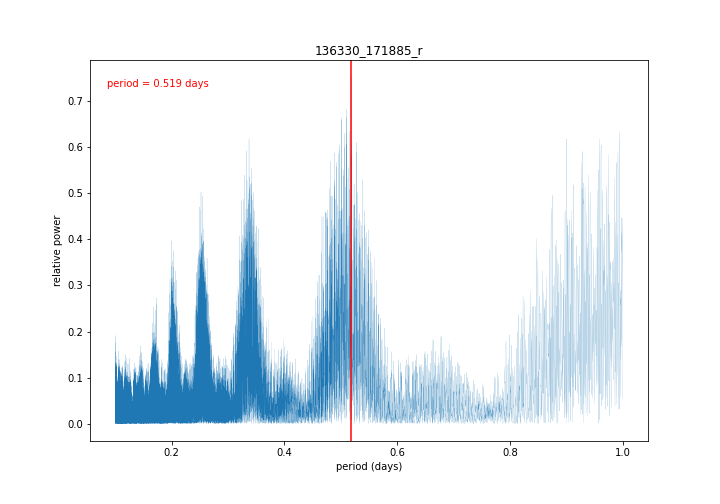 136330_171885_r
period = 0.519 days
relative power
0.7
0.6
0.5
0.4
0.3
0.2
0.1
0.0
0.2 0.4 0.6 0.8 1.0
period (days)